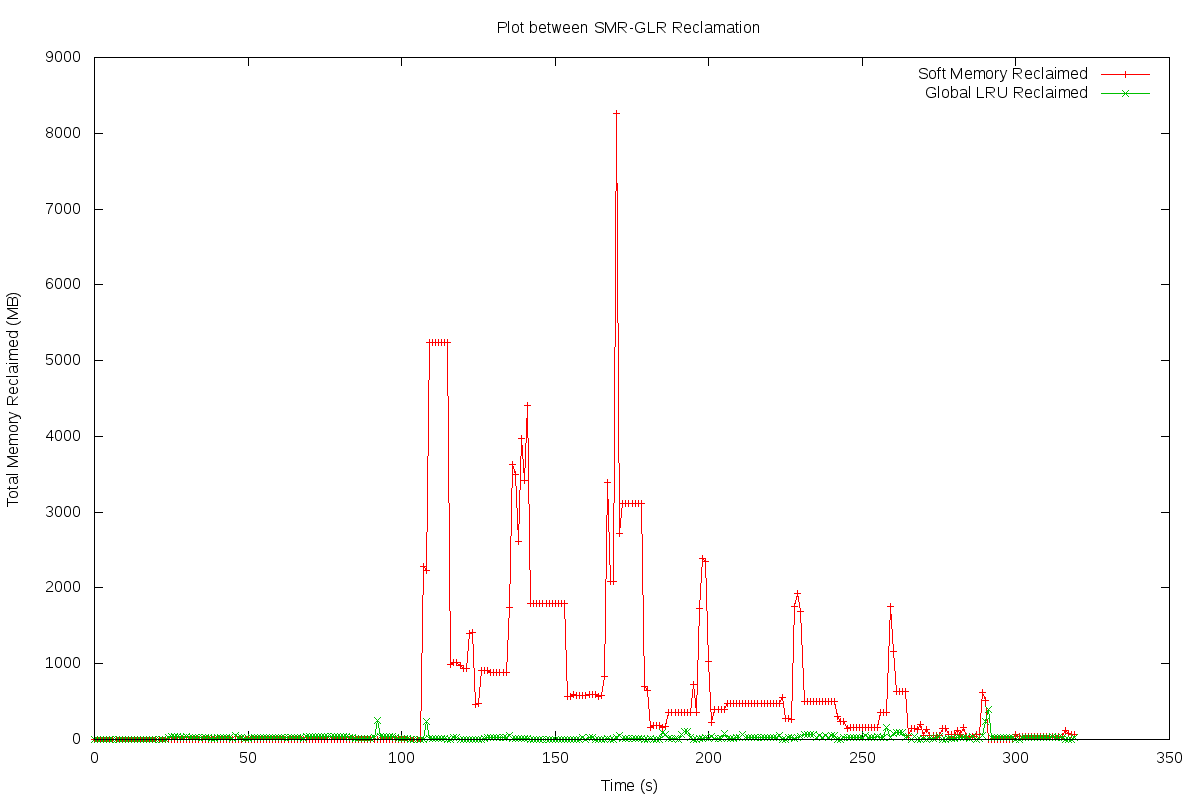 Plot between SMR-GLR Reclamation
9000
8000
7000
6000
5000
4000
3000
2000
1000
0
Total Memory Reclaimed (MB)
Soft Memory Reclaimed
Global LRU Reclaimed
0 50 100 150 200 250 300 350
Time (s)